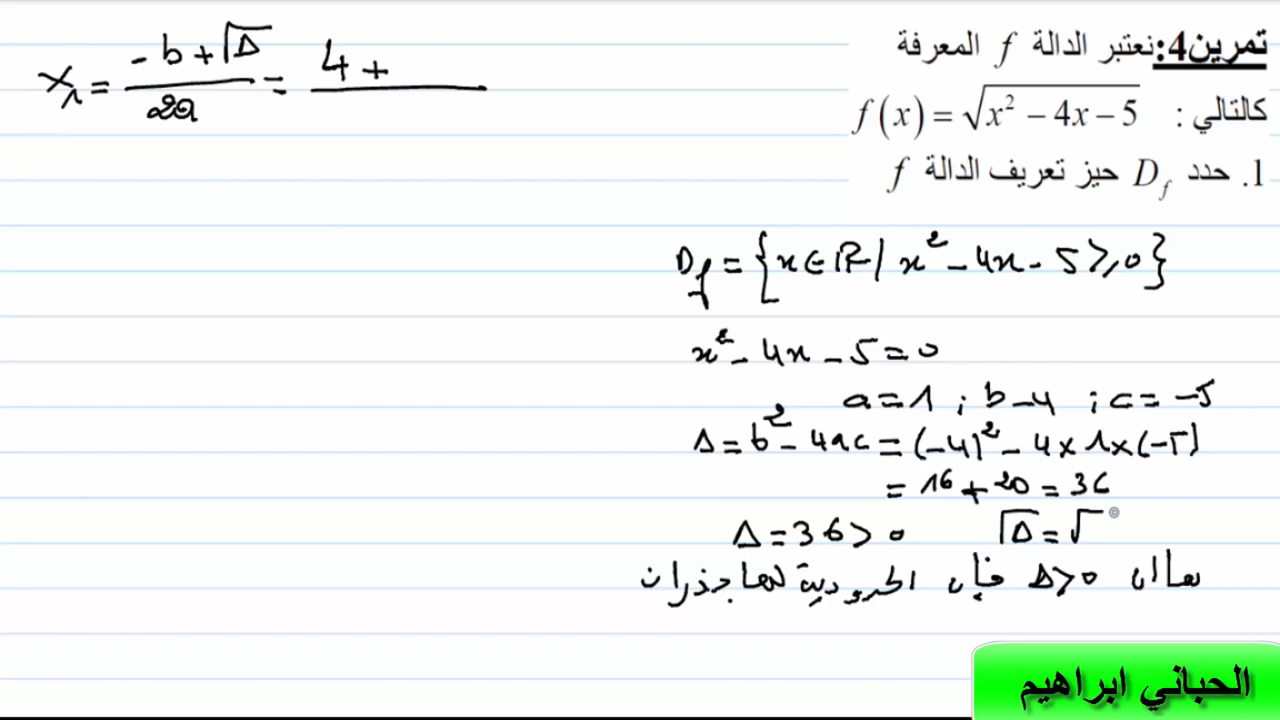 تمرين4: نعتبر الدالة f المعرفة
كالتالي : f(x) = √(x² − 4x − 5)
1. حدد D_f حيز تعريف الدالة f
x₁ = (-b + √Δ)/2a = 4 +
D_f = {x ∈ ℝ / x² - 4x - 5 ≥ 0}
x² - 4x - 5 = 0
a = 1 ; b - 4 ; c = -5
Δ = b² - 4ac = (-4)² - 4 × 1 × (-5)
= 16 + 20 = 36
Δ = 36 > 0 √Δ = √
بما ان Δ > 0 فإن الحدودية لها جذران
الحباني ابراهيم